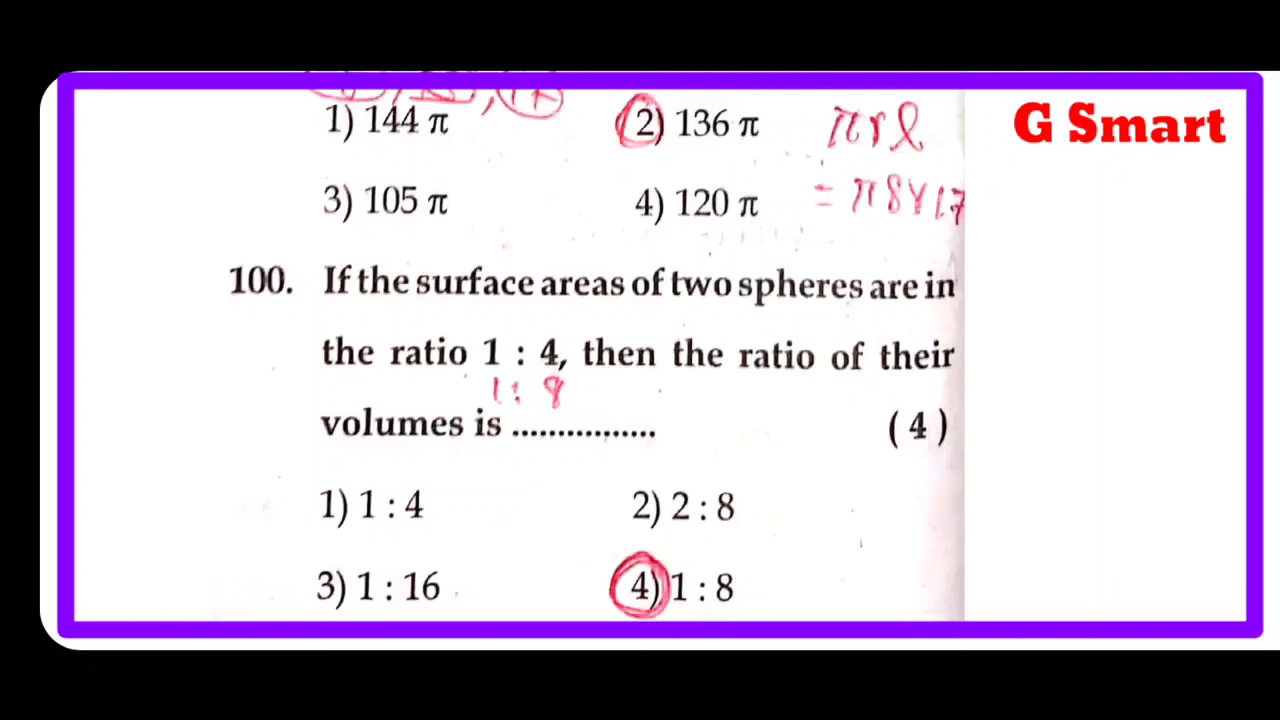 G Smart
1) 144 π 2) 136 π πrl
3) 105 π 4) 120 π = π 8×17
100. If the surface areas of two spheres are in
the ratio 1 : 4, then the ratio of their
1 : 8
volumes is ................ ( 4 )
1) 1 : 4 2) 2 : 8
3) 1 : 16 4) 1 : 8